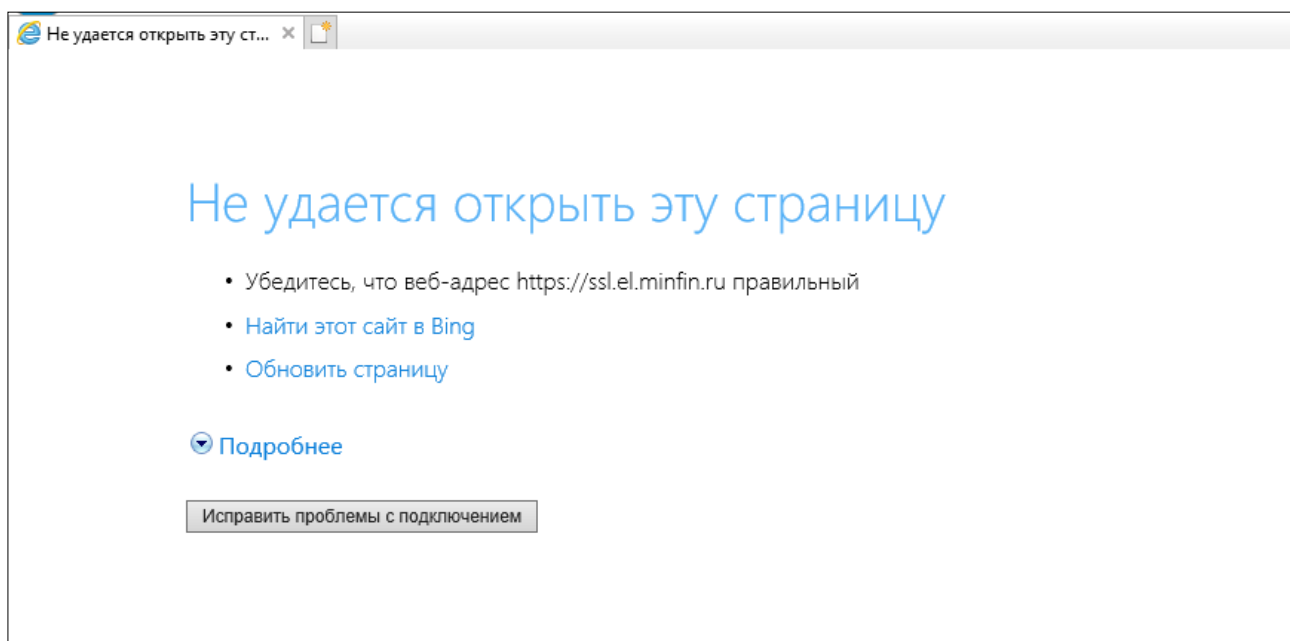 Не удается открыть эту ст...
Не удается открыть эту страницу
• Убедитесь, что веб-адрес https://ssl.el.minfin.ru правильный
• Найти этот сайт в Bing
• Обновить страницу
Подробнее
Исправить проблемы с подключением